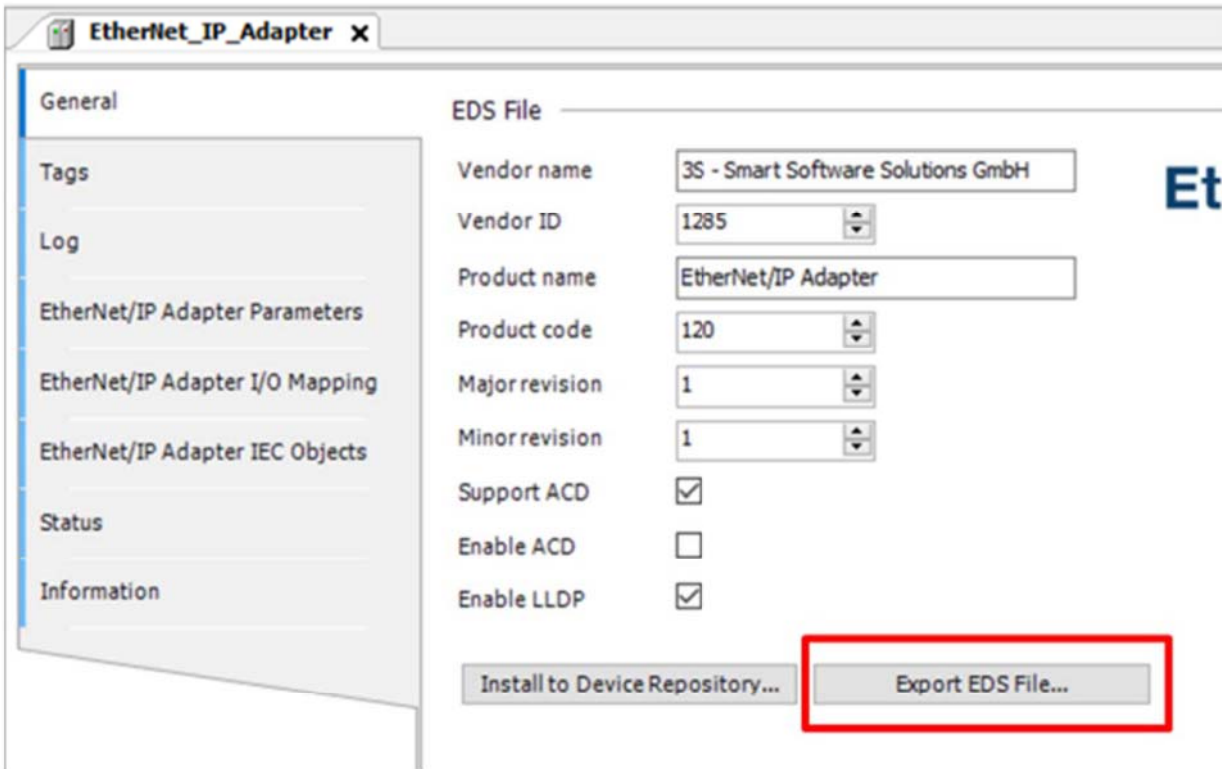 EtherNet_IP_Adapter
General
Tags
Log
EtherNet/IP Adapter Parameters
EtherNet/IP Adapter I/O Mapping
EtherNet/IP Adapter IEC Objects
Status
Information
EDS File
Vendor name 3S - Smart Software Solutions GmbH
Vendor ID 1285
Product name EtherNet/IP Adapter
Product code 120
Major revision 1
Minor revision 1
Support ACD
Enable ACD
Enable LLDP
Install to Device Repository... Export EDS File...
Et